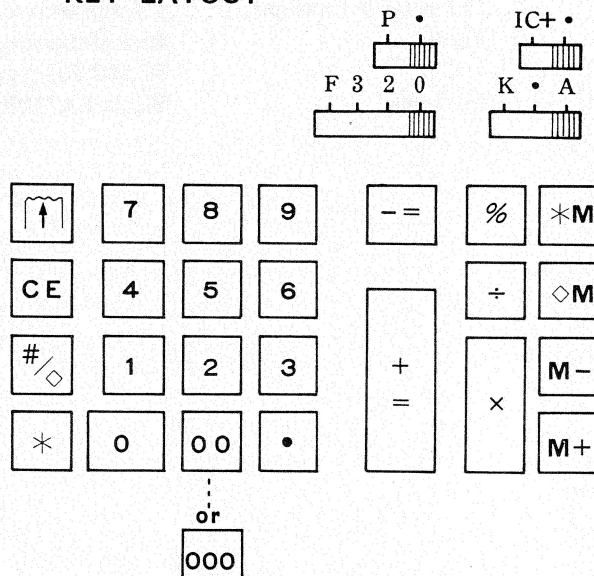 KEY LAYOUT
P • IC+ •
F 3 2 0 K • A
7 8 9 - = % *M
CE 4 5 6 ÷ ◇M
#/◇ 1 2 3 + = × M-
* 0 00 • M+
or
000